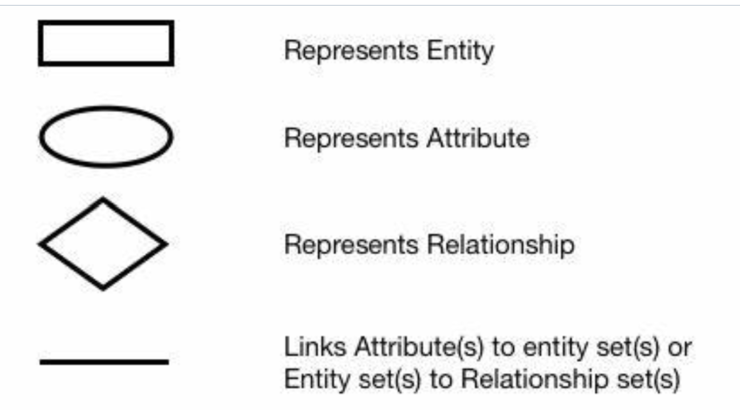 Represents Entity
Represents Attribute
Represents Relationship
Links Attribute(s) to entity set(s) or
Entity set(s) to Relationship set(s)